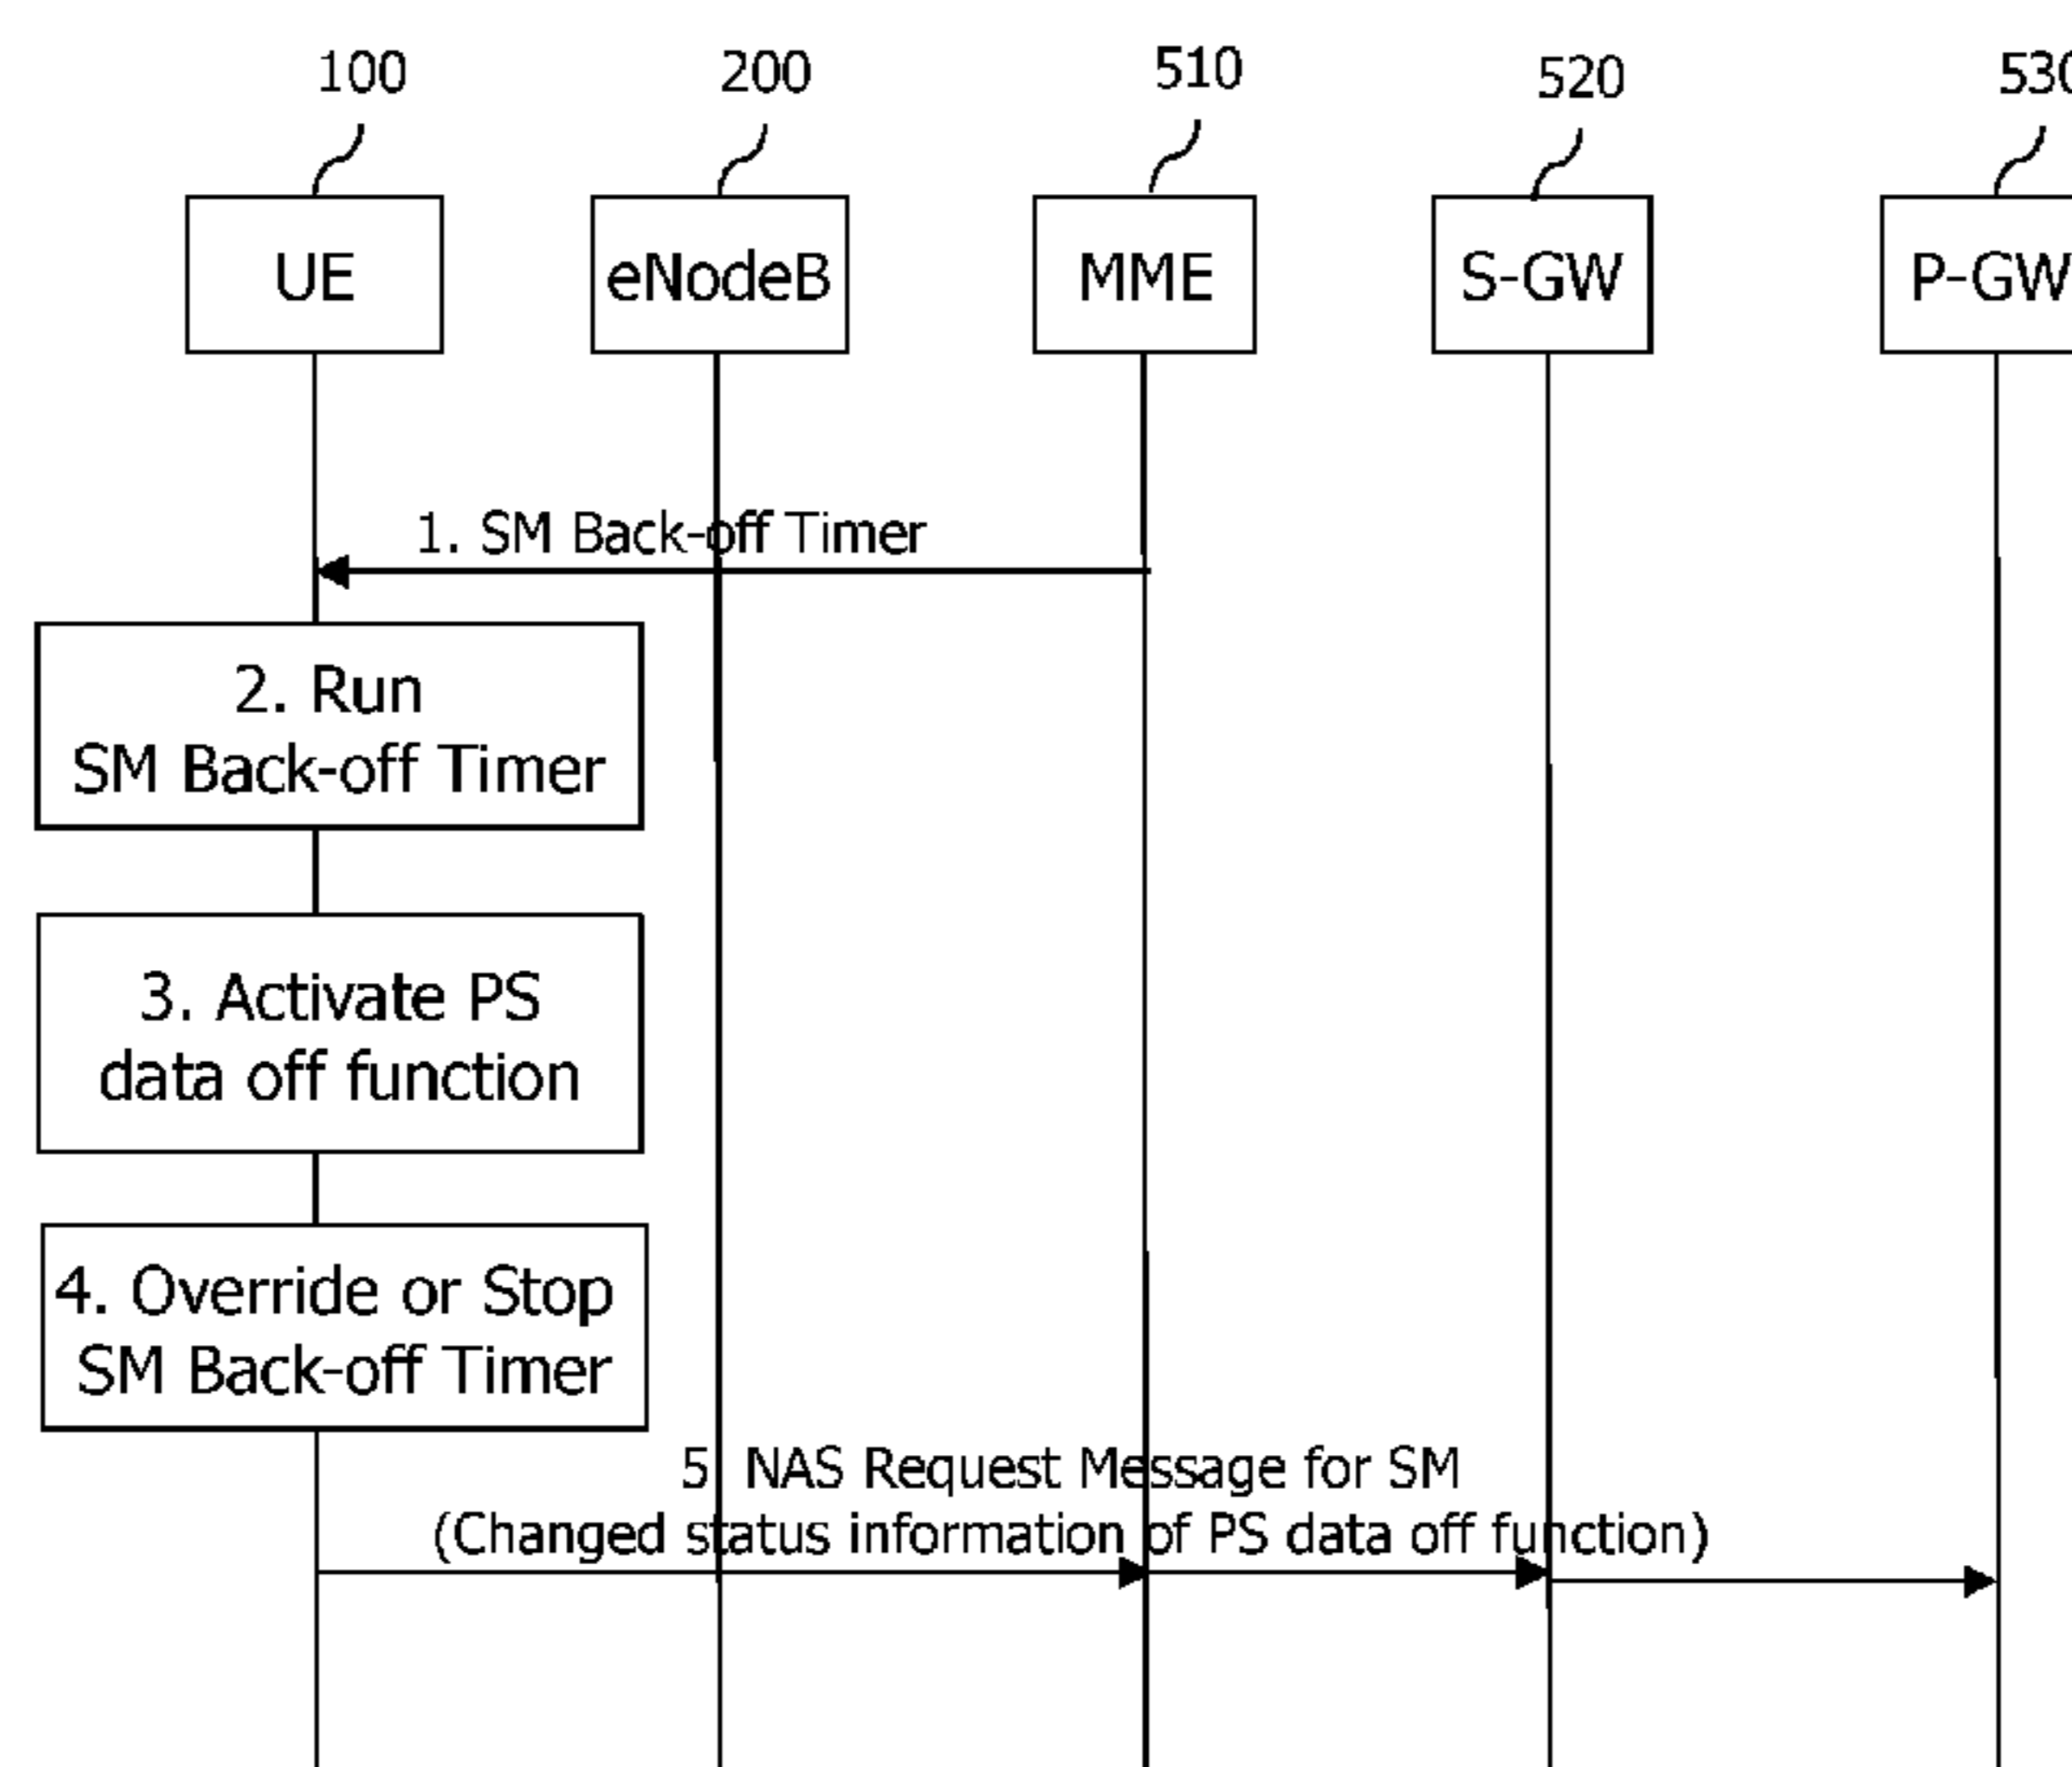 100 200 510 520 530
UE eNodeB MME S-GW P-GW
1. SM Back-off Timer
2. Run
SM Back-off Timer
3. Activate PS
data off function
4. Override or Stop
SM Back-off Timer
5 NAS Request Message for SM
(Changed status information of PS data off function)